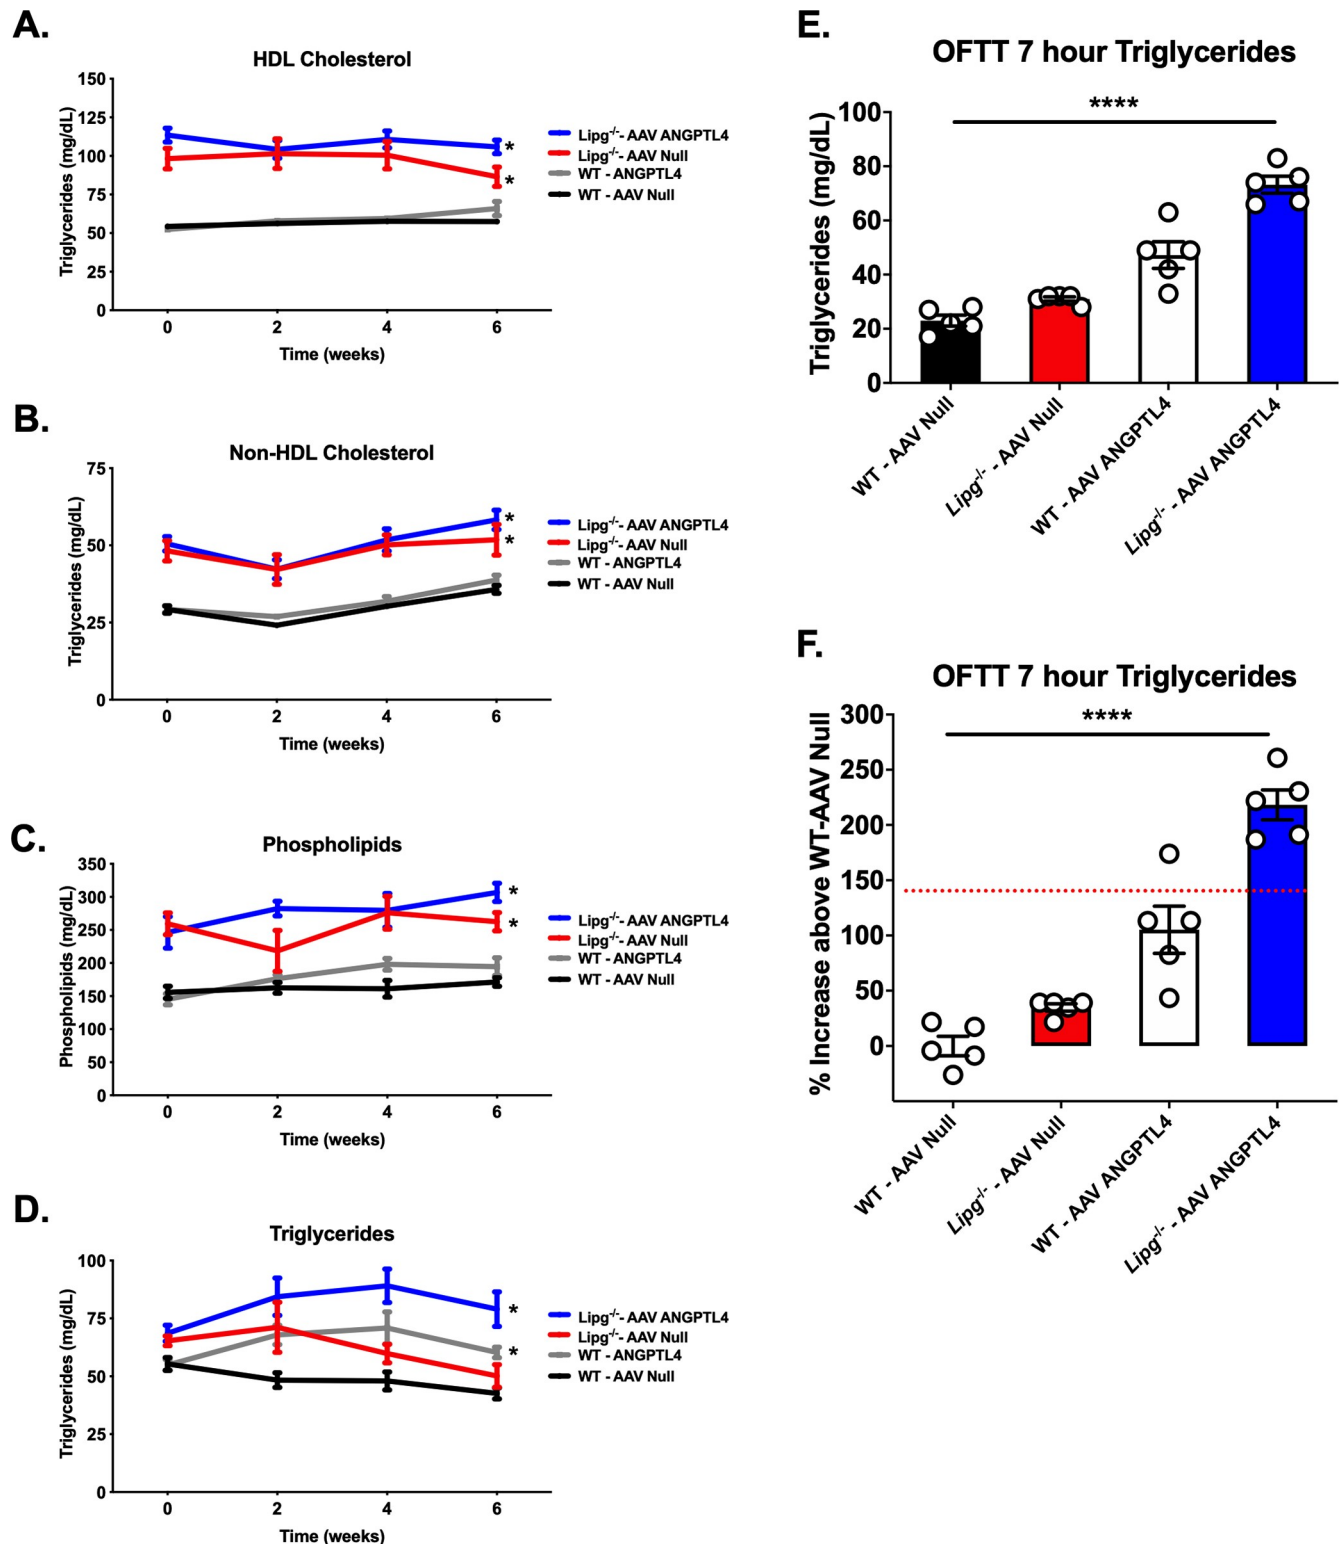 A.
HDL Cholesterol
Triglycerides (mg/dL)
150
125
100
75
50
25
0
0 2 4 6
Time (weeks)
*
*
Lipg-/-- AAV ANGPTL4
Lipg-/-- AAV Null
WT - ANGPTL4
WT - AAV Null
B.
Non-HDL Cholesterol
Triglycerides (mg/dL)
75
50
25
0
0 2 4 6
Time (weeks)
*
*
Lipg-/-- AAV ANGPTL4
Lipg-/-- AAV Null
WT - ANGPTL4
WT - AAV Null
C.
Phospholipids
Phospholipids (mg/dL)
350
300
250
200
150
100
50
0
0 2 4 6
Time (weeks)
*
*
Lipg-/-- AAV ANGPTL4
Lipg-/-- AAV Null
WT - ANGPTL4
WT - AAV Null
D.
Triglycerides
Triglycerides (mg/dL)
100
75
50
25
0
0 2 4 6
Time (weeks)
*
*
Lipg-/-- AAV ANGPTL4
Lipg-/-- AAV Null
WT - ANGPTL4
WT - AAV Null
E.
OFTT 7 hour Triglycerides
****
Triglycerides (mg/dL)
100
80
60
40
20
0
WT - AAV Null
Lipg-/- - AAV Null
WT - AAV ANGPTL4
Lipg-/- - AAV ANGPTL4
F.
OFTT 7 hour Triglycerides
****
% Increase above WT-AAV Null
300
250
200
150
100
50
0
WT - AAV Null
Lipg-/- - AAV Null
WT - AAV ANGPTL4
Lipg-/- - AAV ANGPTL4